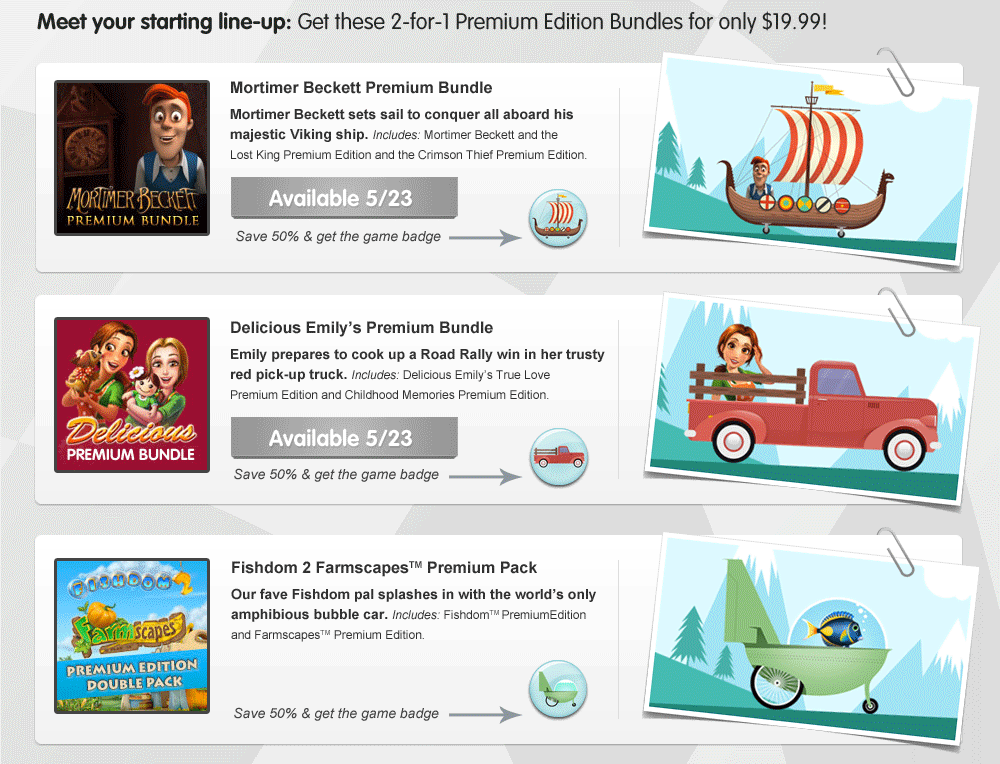 Meet your starting line-up: Get these 2-for-1 Premium Edition Bundles for only $19.99!
MORTIMER BECKETT
PREMIUM BUNDLE
Mortimer Beckett Premium Bundle
Mortimer Beckett sets sail to conquer all aboard his
majestic Viking ship. Includes: Mortimer Beckett and the
Lost King Premium Edition and the Crimson Thief Premium Edition.
Available 5/23
Save 50% & get the game badge
Delicious
PREMIUM BUNDLE
Delicious Emily's Premium Bundle
Emily prepares to cook up a Road Rally win in her trusty
red pick-up truck. Includes: Delicious Emily's True Love
Premium Edition and Childhood Memories Premium Edition.
Available 5/23
Save 50% & get the game badge
FISHDOM 2
Farmscapes
PREMIUM EDITION
DOUBLE PACK
Fishdom 2 Farmscapes™ Premium Pack
Our fave Fishdom pal splashes in with the world's only
amphibious bubble car. Includes: Fishdom™ PremiumEdition
and Farmscapes™ Premium Edition.
Save 50% & get the game badge